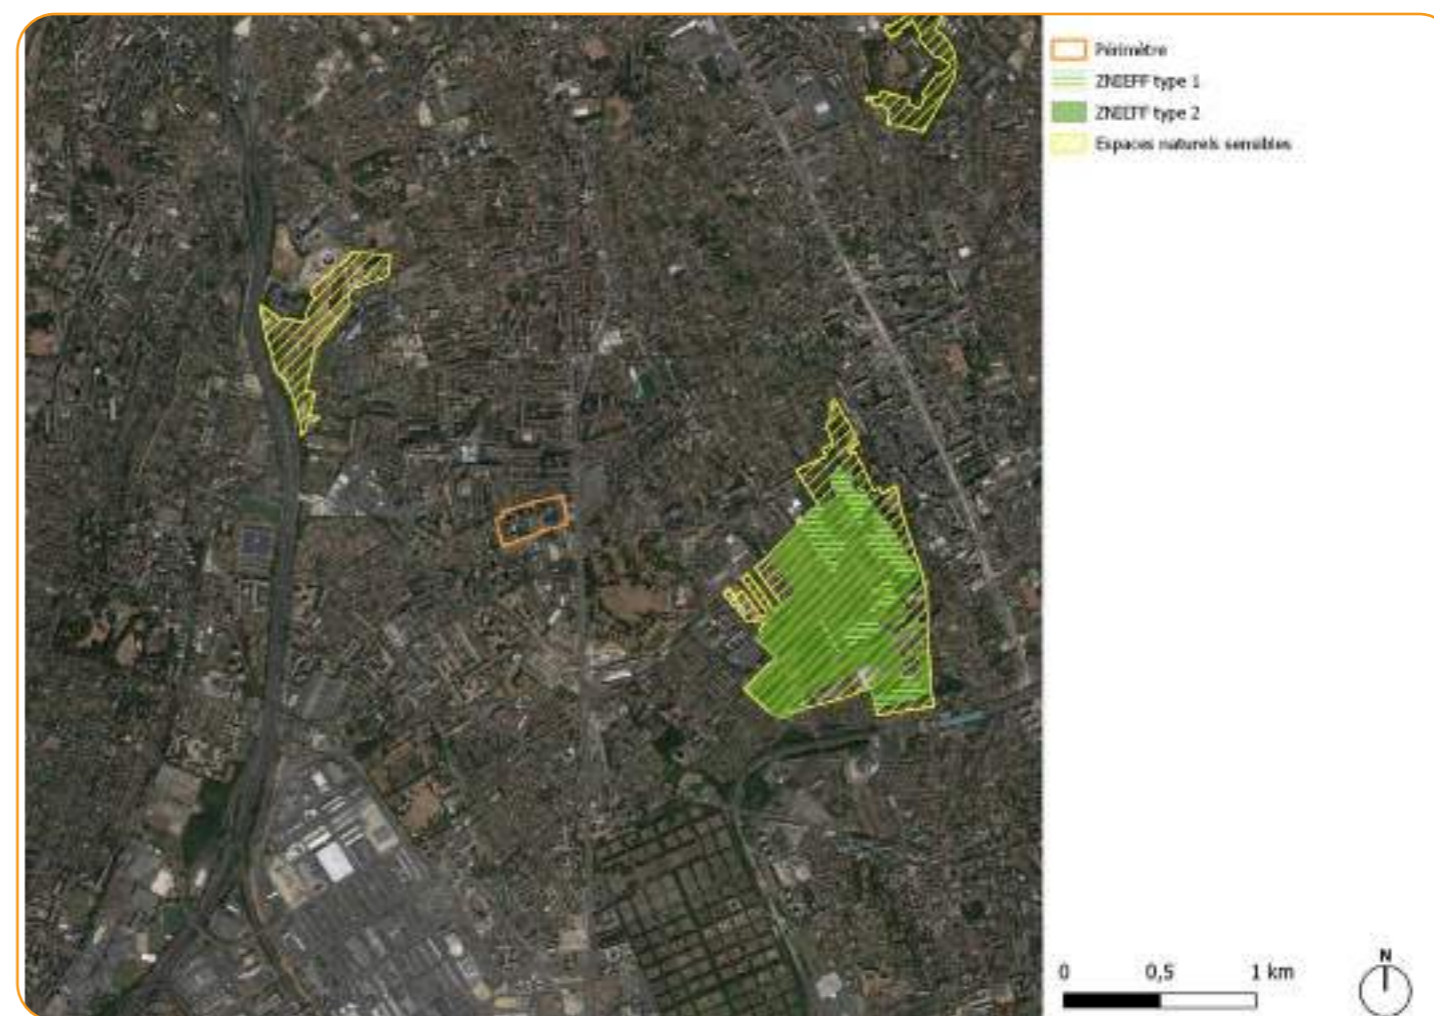 Périmètre
ZNIEFF type 1
ZNIEFF type 2
Espaces naturels sensibles
0 0,5 1 km
N